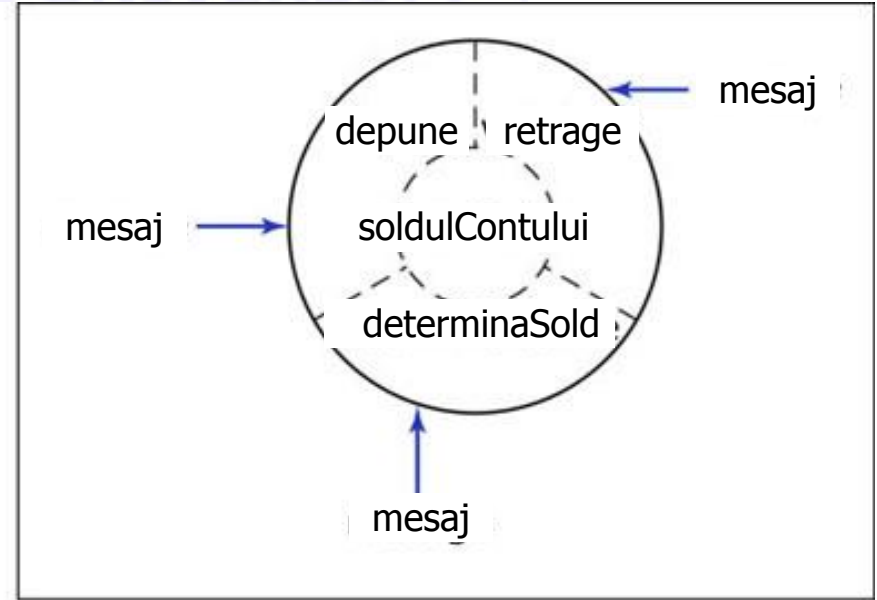 mesaj
depune retrage
mesaj
soldulContului
determinaSold
mesaj